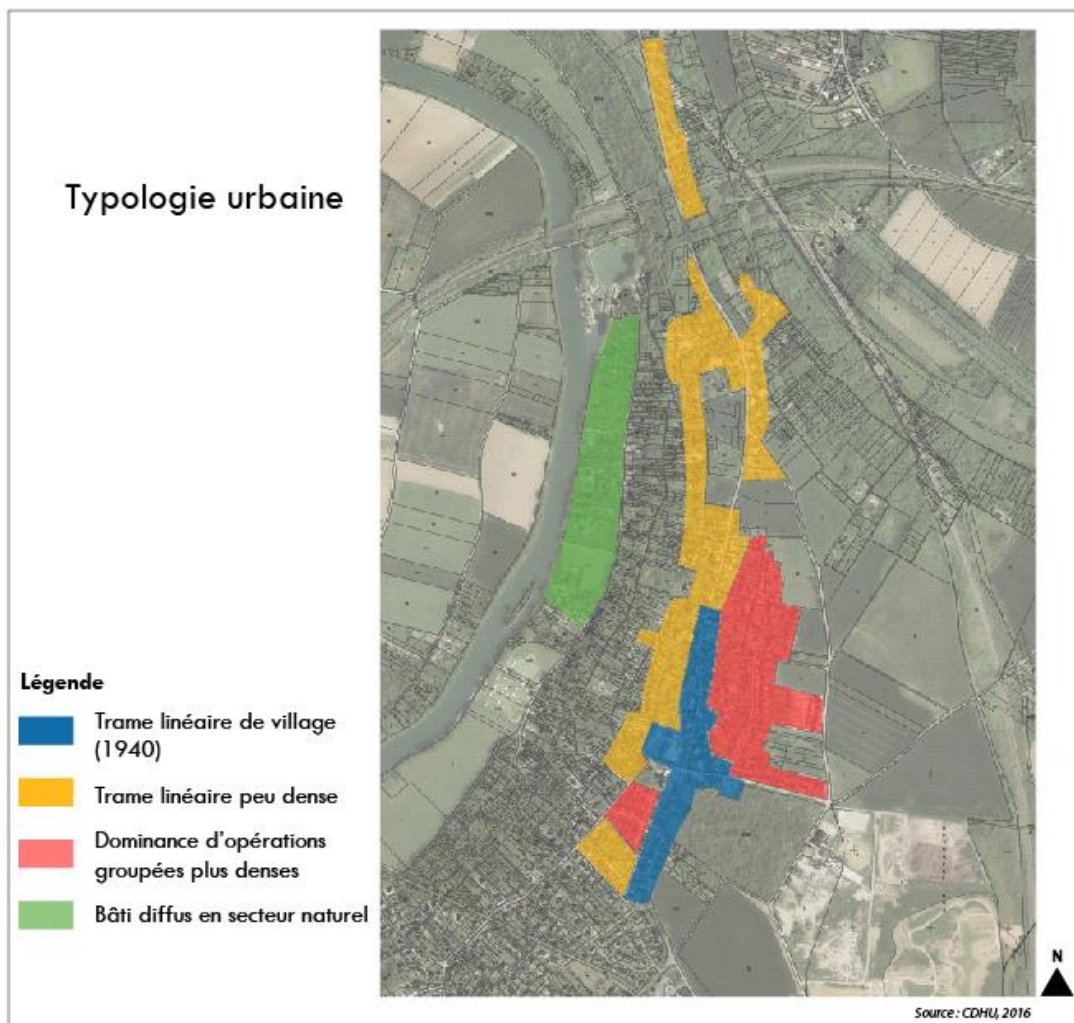 Typologie urbaine
Légende
Trame linéaire de village
(1940)
Trame linéaire peu dense
Dominance d'opérations
groupées plus denses
Bâti diffus en secteur naturel
N
Source : CDHU, 2016